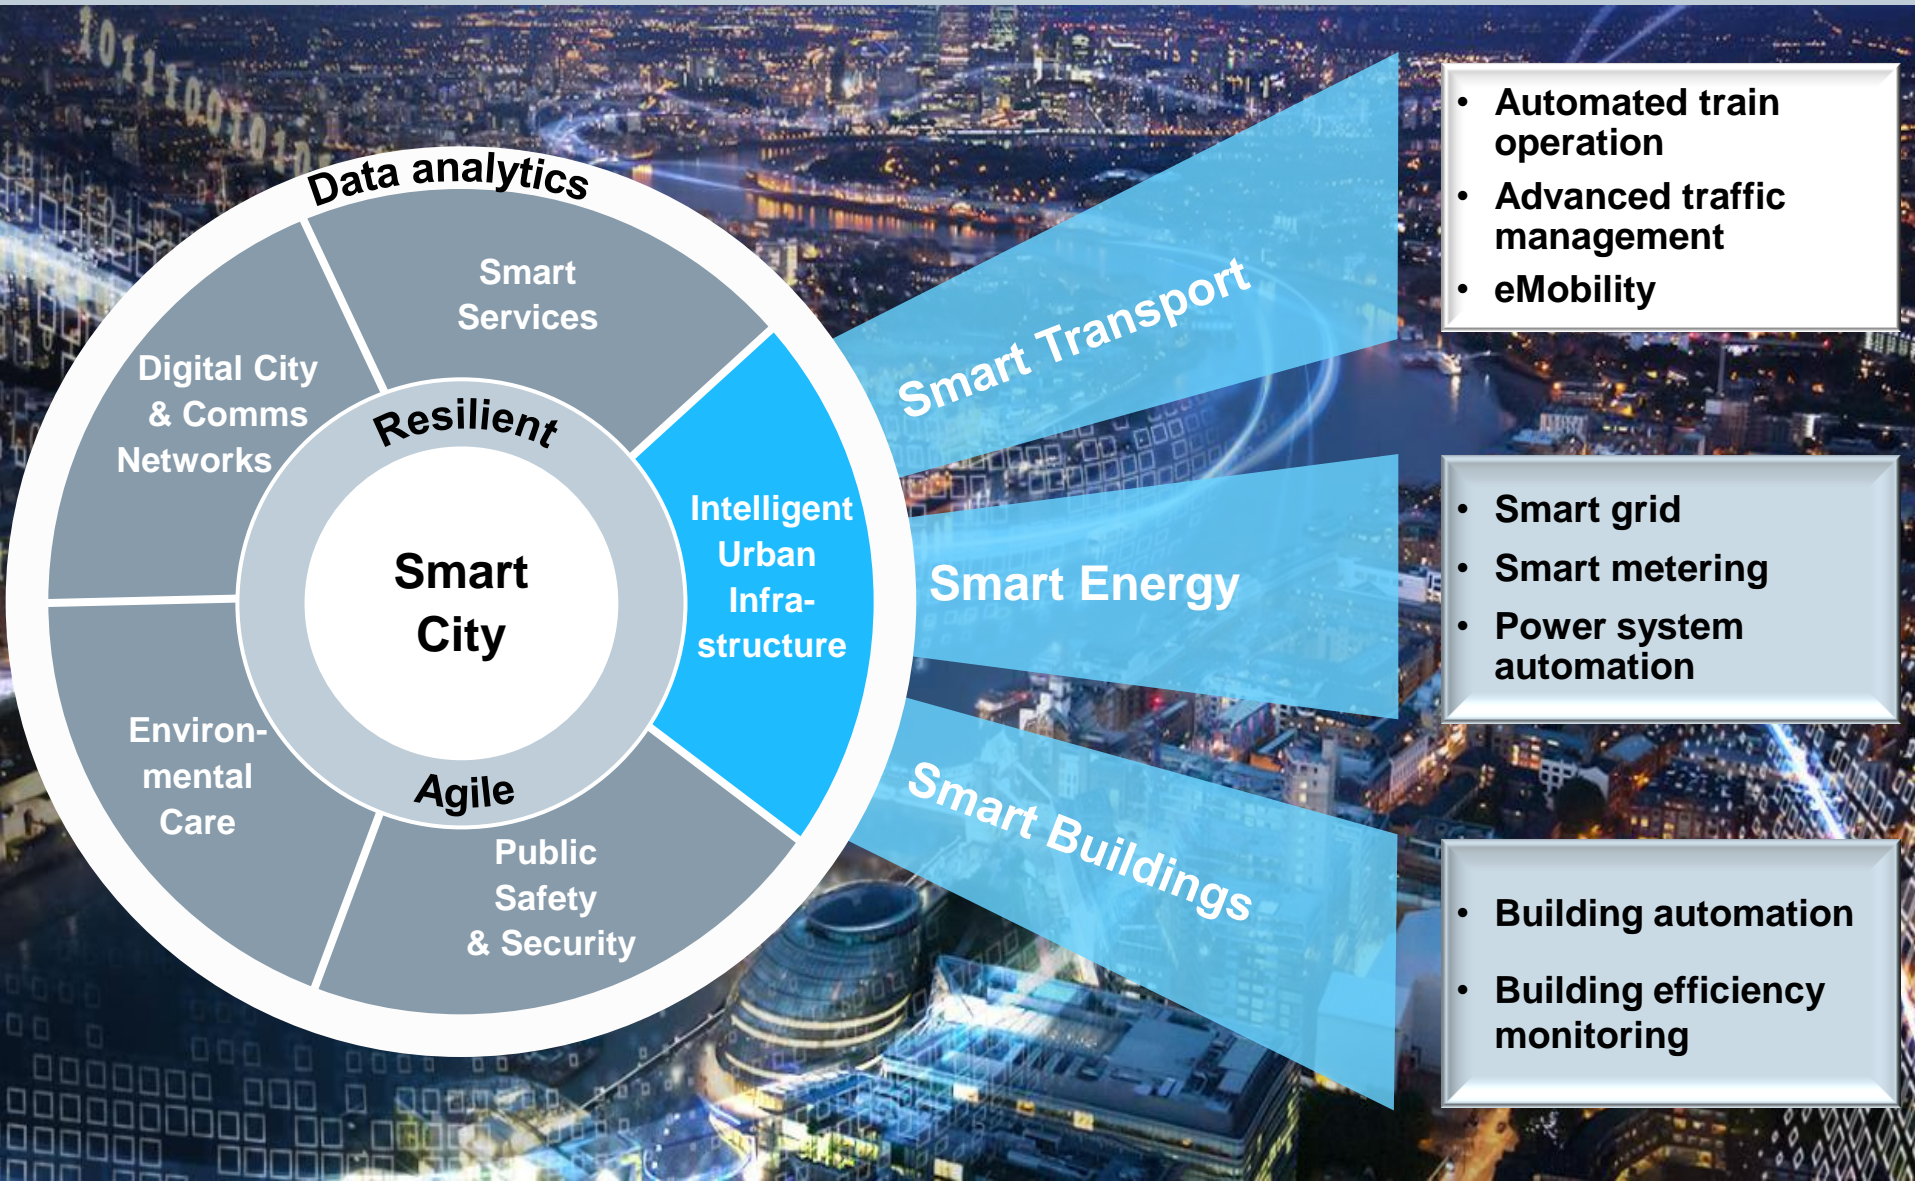 Data analytics
Smart
Services
Digital City
& Comms
Networks
Resilient
Smart
City
Agile
Intelligent
Urban
Infra-
structure
Environ-
mental
Care
Public
Safety
& Security
Smart Transport
• Automated train
operation
• Advanced traffic
management
• eMobility
Smart Energy
• Smart grid
• Smart metering
• Power system
automation
Smart Buildings
• Building automation
• Building efficiency
monitoring